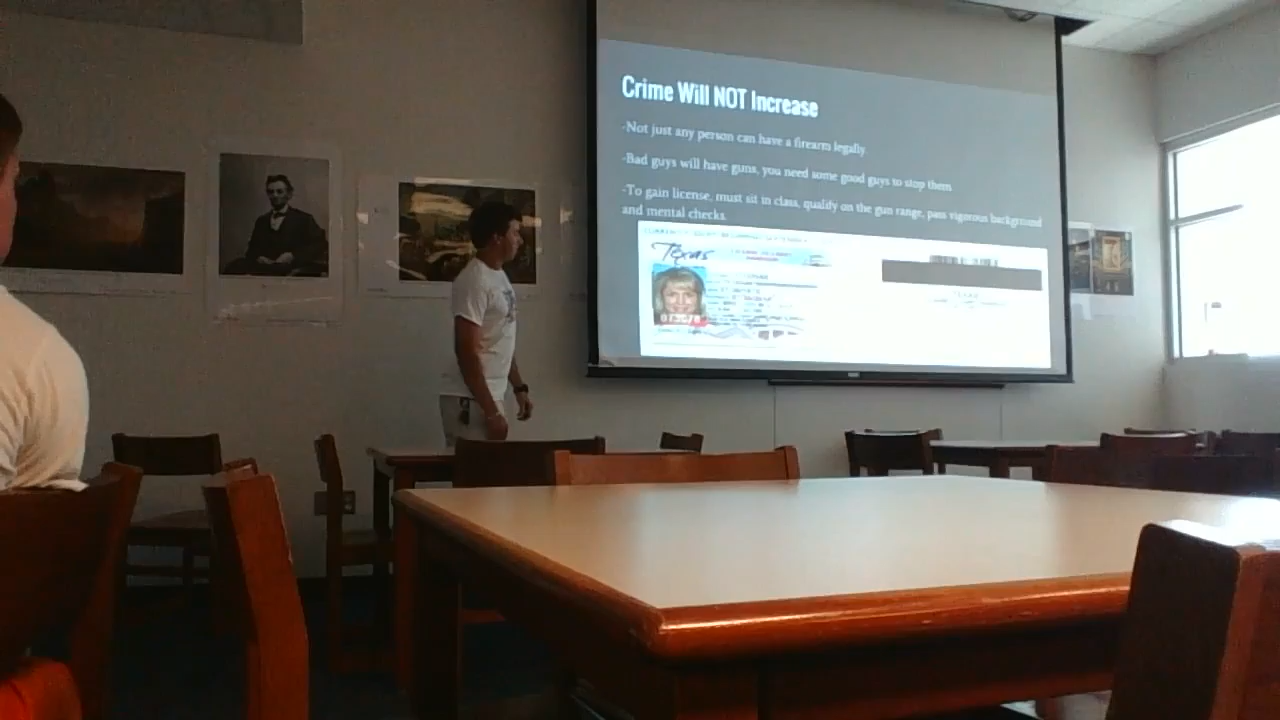 Crime Will NOT Increase
-Not just any person can have a firearm legally
-Bad guys will have guns, you need some good guys to stop them
-To gain license, must sit in class, qualify on the gun range, pass vigorous background
and mental checks
Texas